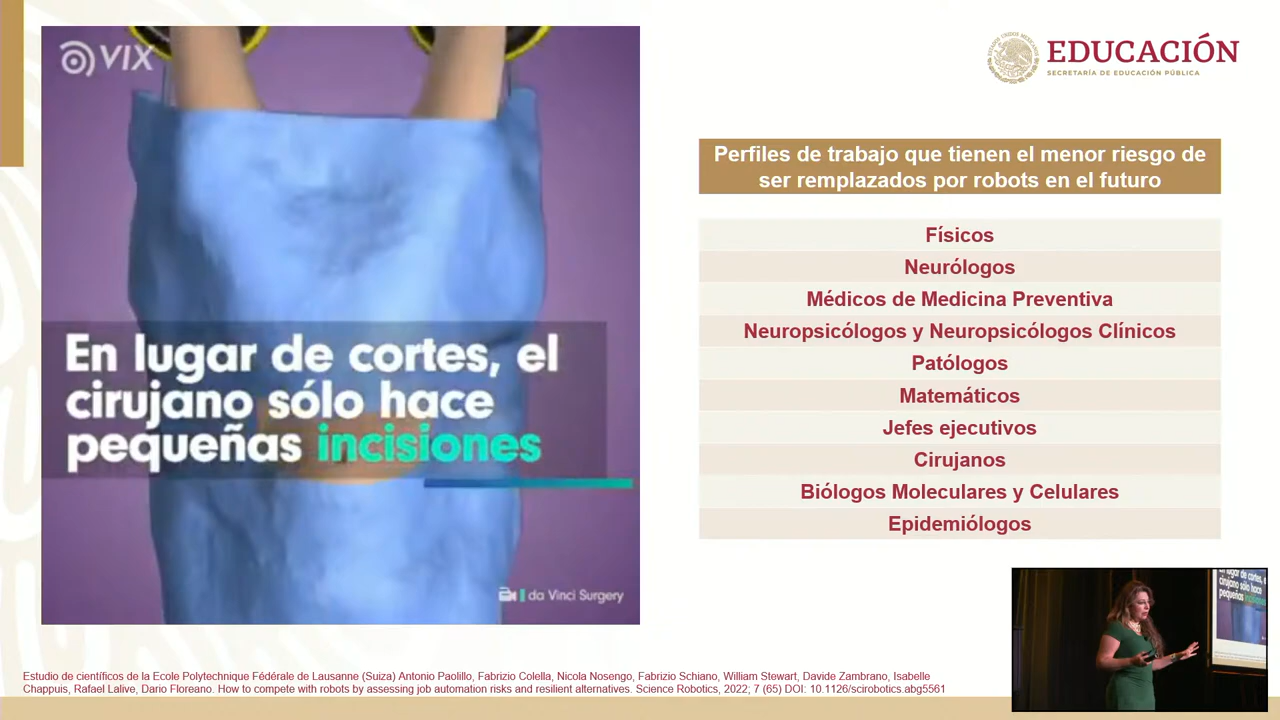 VIX
EDUCACIÓN
SECRETARÍA DE EDUCACIÓN PÚBLICA
Perfiles de trabajo que tienen el menor riesgo de
ser remplazados por robots en el futuro
Físicos
Neurólogos
Médicos de Medicina Preventiva
Neuropsicólogos y Neuropsicólogos Clínicos
Patólogos
Matemáticos
Jefes ejecutivos
Cirujanos
Biólogos Moleculares y Celulares
Epidemiólogos
En lugar de cortes, el
cirujano sólo hace
pequeñas incisiones
da Vinci Surgery
Estudio de científicos de la Ecole Polytechnique Fédérale de Lausanne (Suiza) Antonio Paolillo, Fabrizio Colella, Nicola Nosengo, Fabrizio Schiano, William Stewart, Davide Zambrano, Isabelle
Chappuis, Rafael Lalive, Dario Floreano. How to compete with robots by assessing job automation risks and resilient alternatives. Science Robotics, 2022; 7 (65) DOI: 10.1126/scirobotics.abg5561